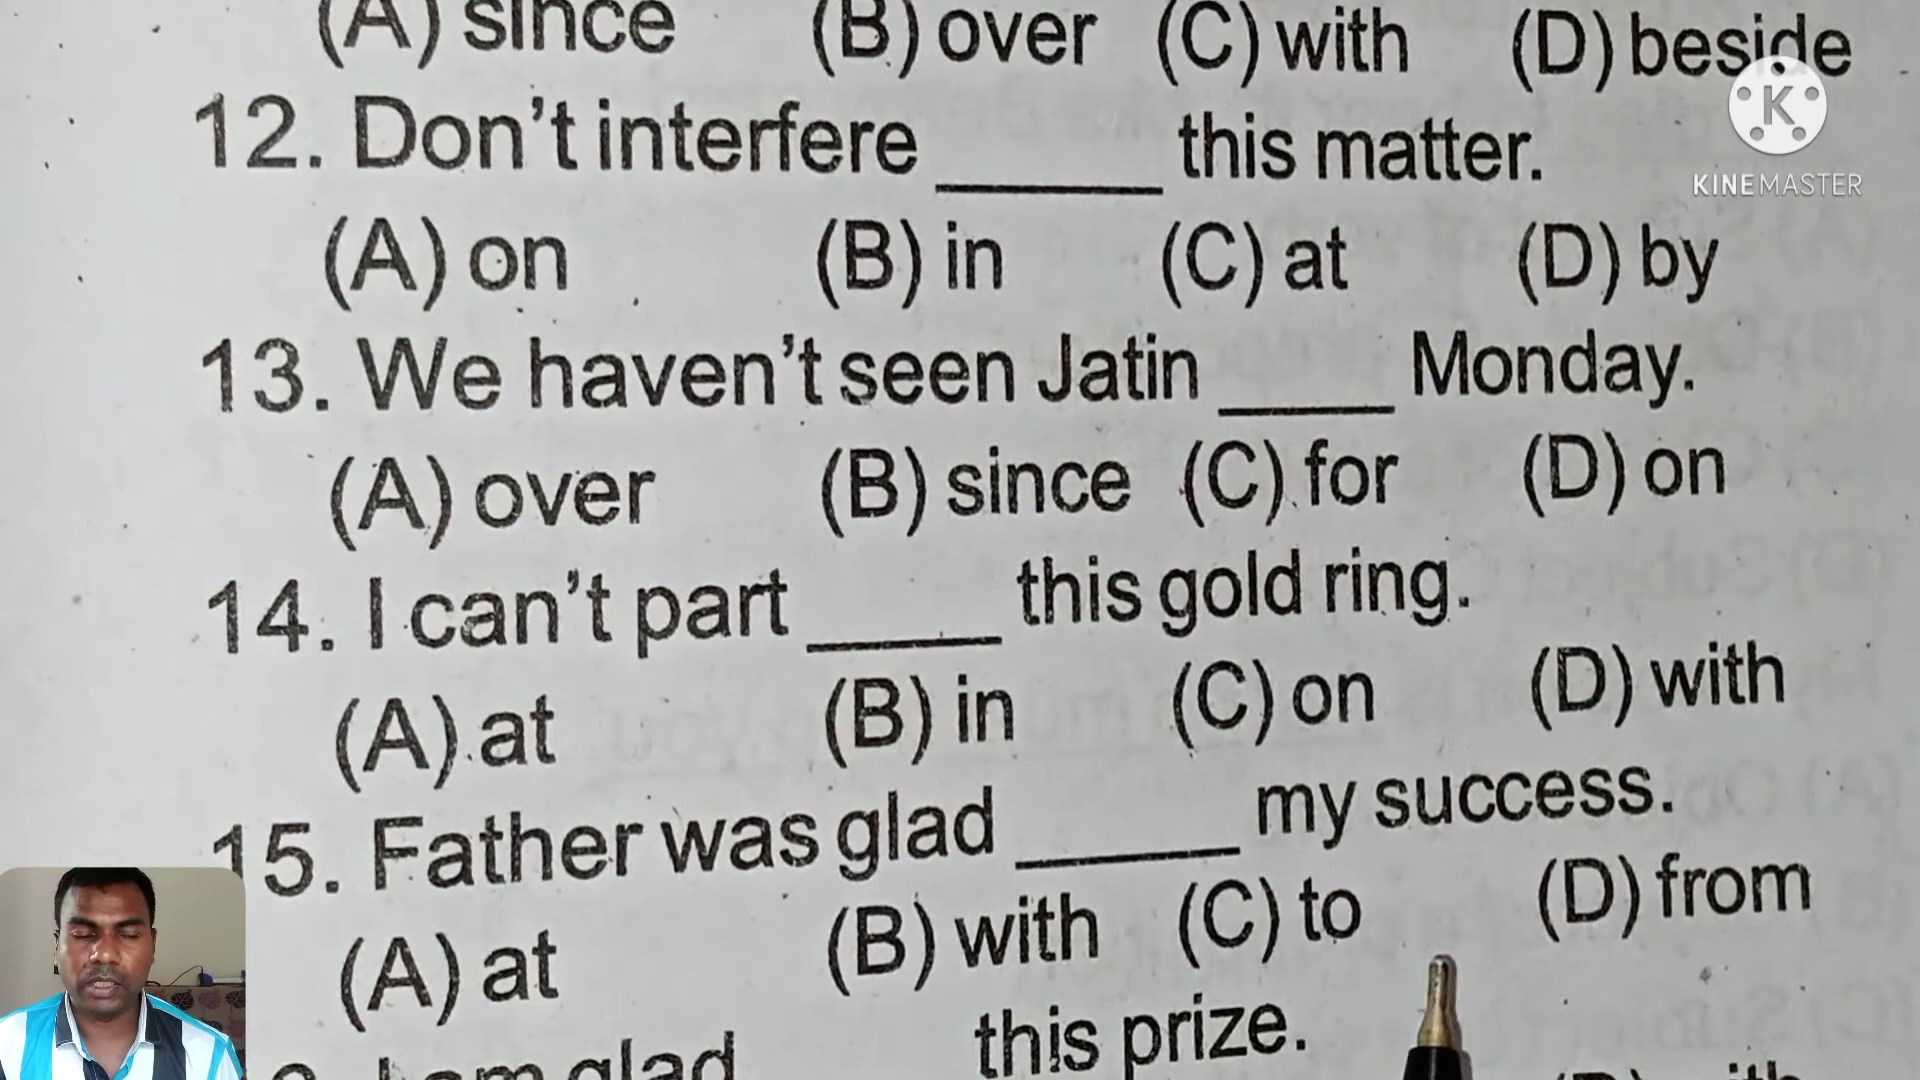 (A) since (B) over (C) with (D) beside
12. Don't interfere ______ this matter.
(A) on (B) in (C) at (D) by
13. We haven't seen Jatin _____ Monday.
(A) over (B) since (C) for (D) on
14. I can't part _____ this gold ring.
(A) at (B) in (C) on (D) with
15. Father was glad ______ my success.
(A) at (B) with (C) to (D) from
I am glad this prize.
K
KINEMASTER